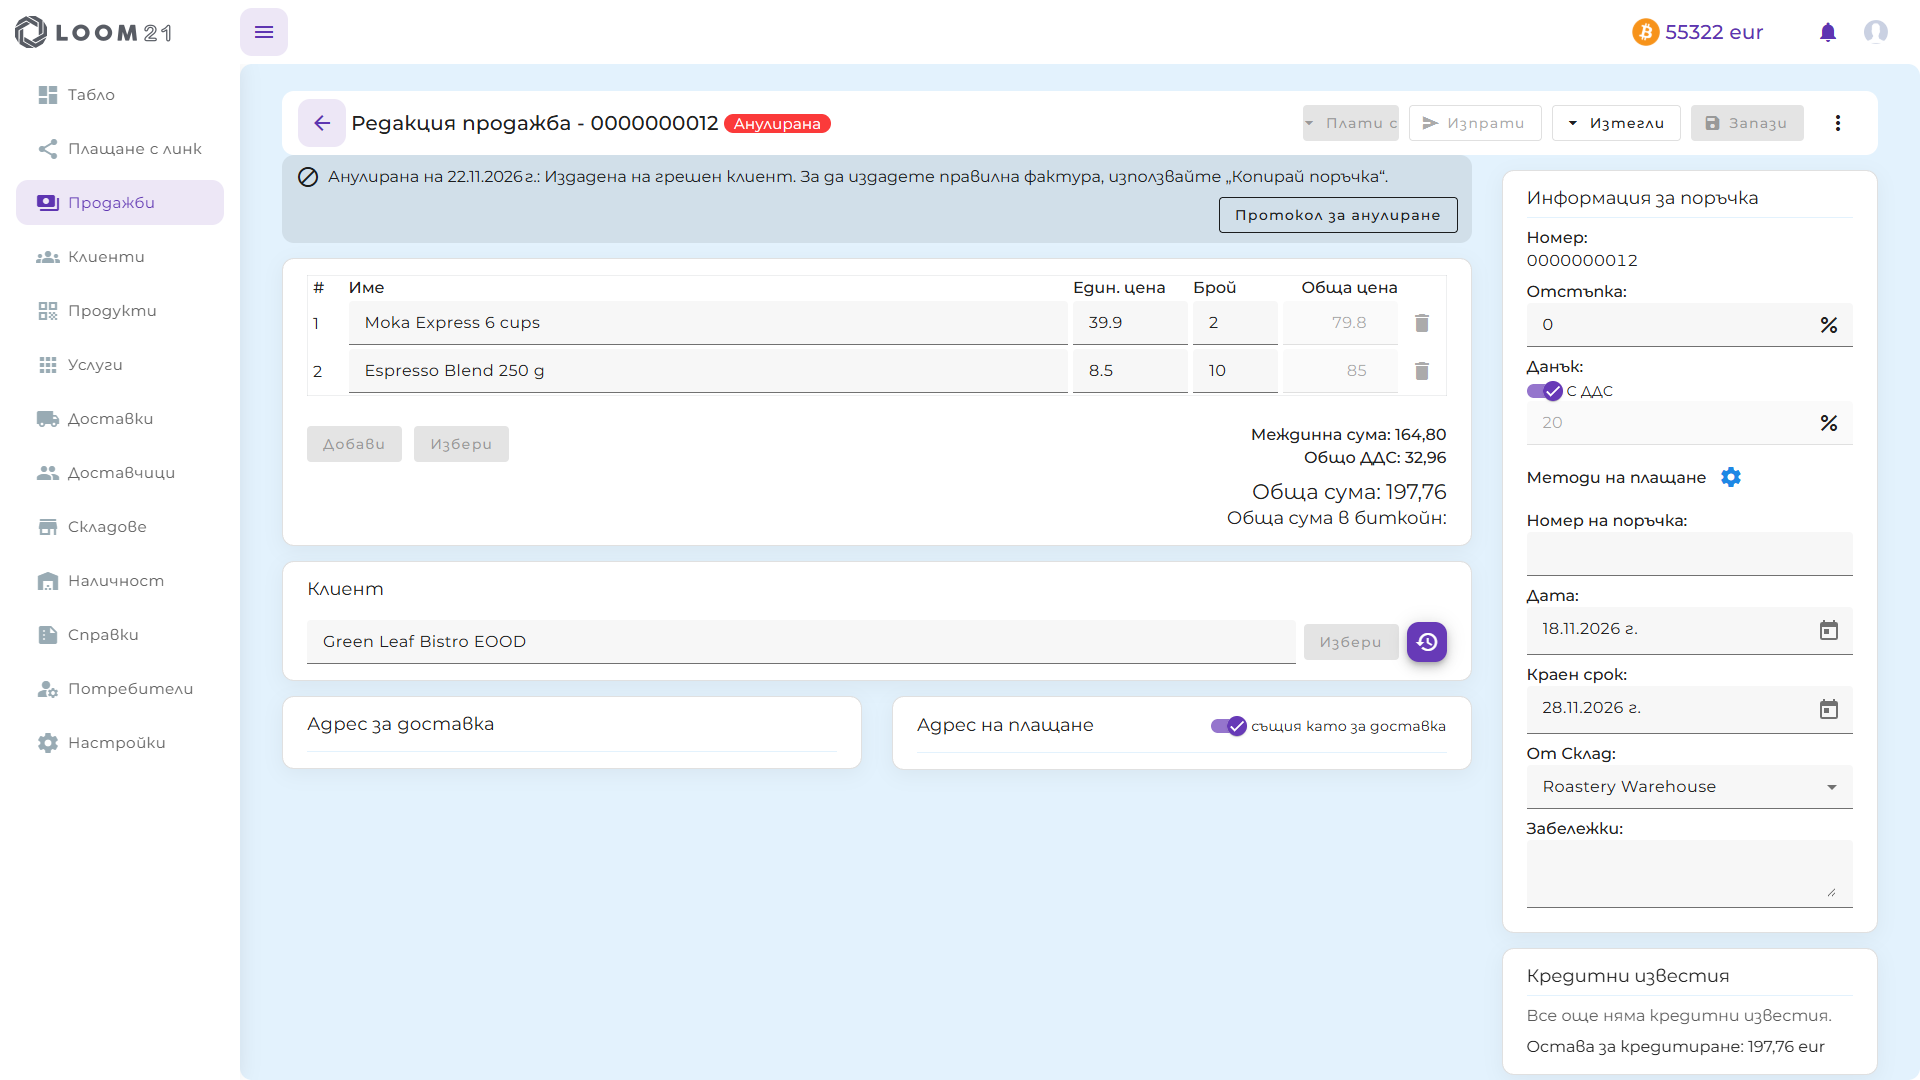 LOOM21
55322 eur
Табло
Плащане с линк
Продажби
Клиенти
Продукти
Услуги
Доставки
Доставчици
Складове
Наличност
Справки
Потребители
Настройки
Редакция продажба - 0000000012 Анулирана
Плати с
Изпрати
Изтегли
Запази
Анулирана на 22.11.2026 г.: Издадена на грешен клиент. За да издадете правилна фактура, използвайте „Копирай поръчка“.
Протокол за анулиране
# Име Един. цена Брой Обща цена
1 Moka Express 6 cups 39.9 2 79.8
2 Espresso Blend 250 g 8.5 10 85
Добави Избери
Междинна сума: 164,80
Общо ДДС: 32,96
Обща сума: 197,76
Обща сума в биткойн:
Клиент
Green Leaf Bistro EOOD
Избери
Адрес за доставка
Адрес на плащане
същия като за доставка
Информация за поръчка
Номер:
0000000012
Отстъпка:
0 %
Данък:
С ДДС
20 %
Методи на плащане
Номер на поръчка:
Дата:
18.11.2026 г.
Краен срок:
28.11.2026 г.
От Склад:
Roastery Warehouse
Забележки:
Кредитни известия
Все още няма кредитни известия.
Остава за кредитиране: 197,76 eur